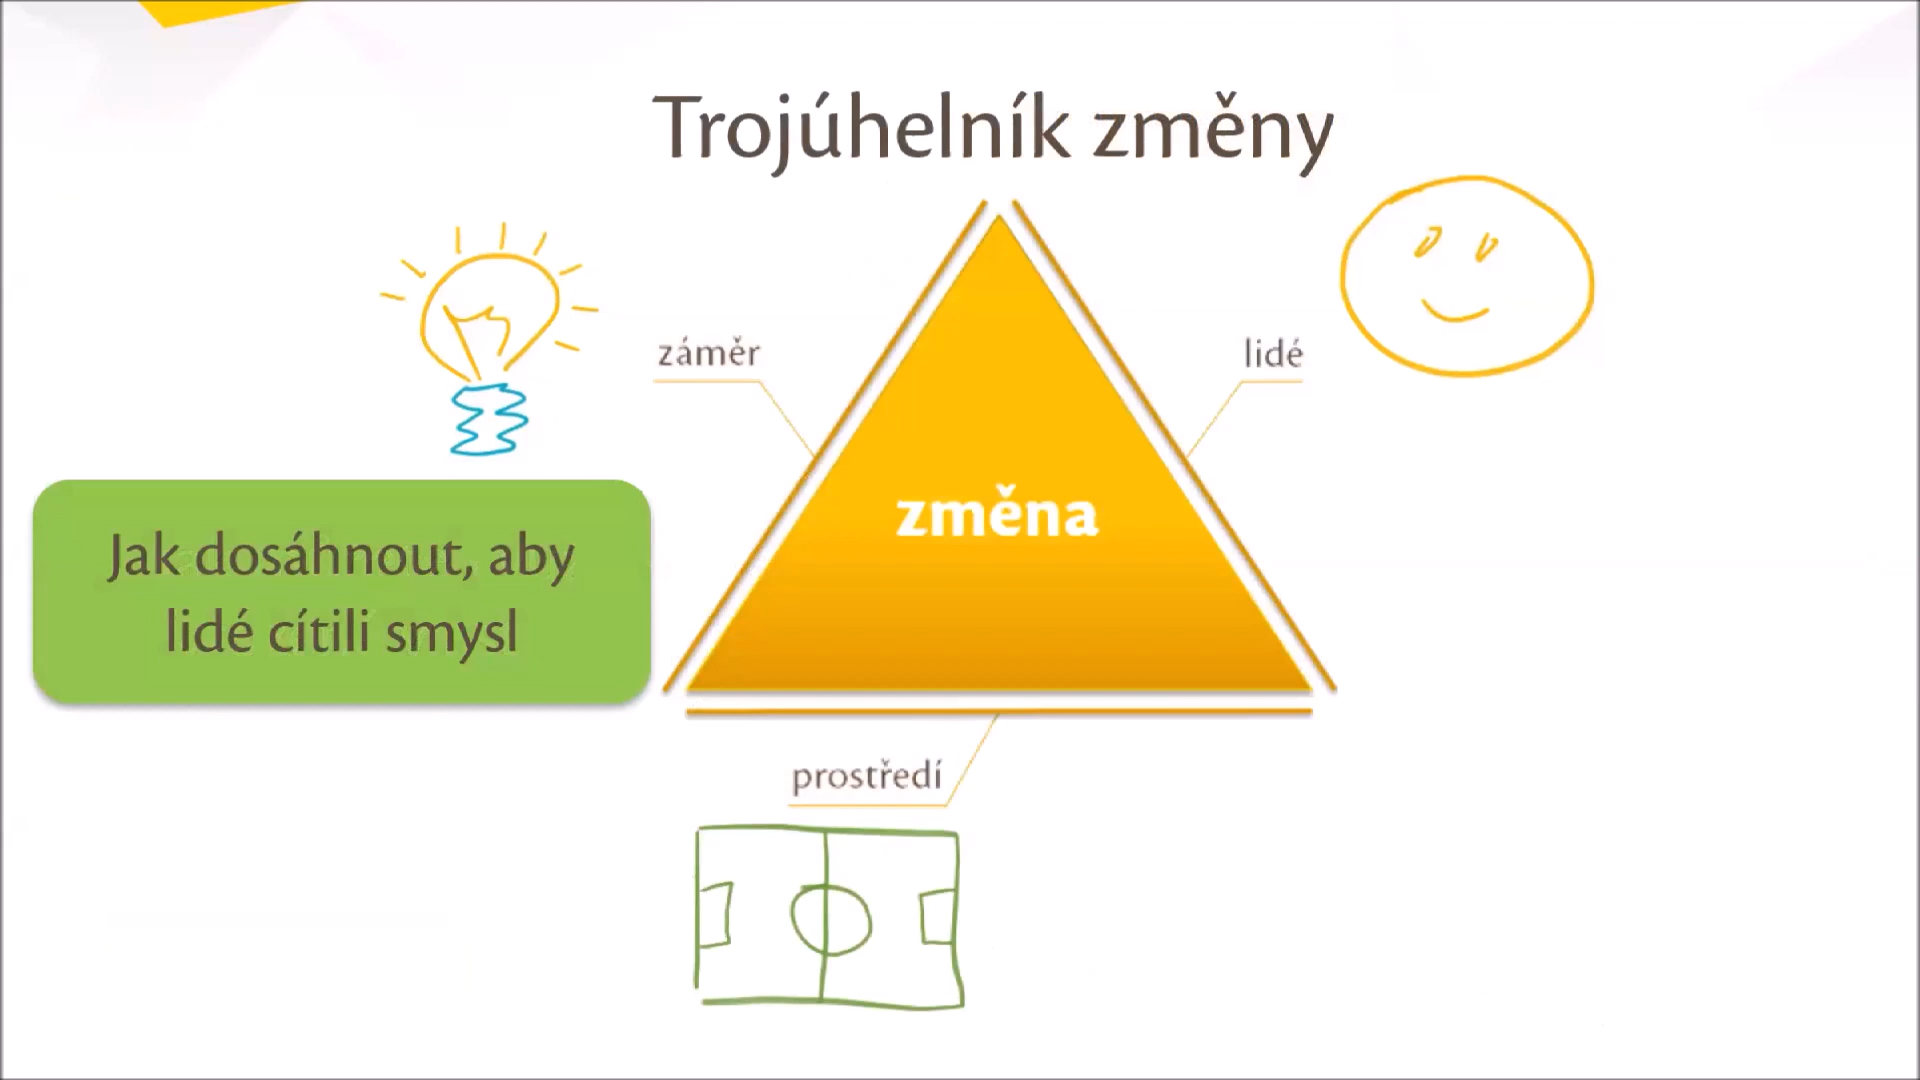 Trojúhelník změny
záměr
lidé
změna
Jak dosáhnout, aby
lidé cítili smysl
prostředí